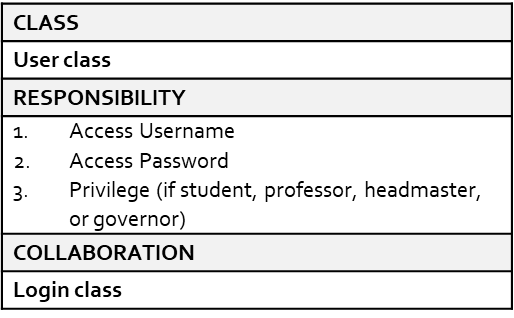 CLASS
User class
RESPONSIBILITY
1. Access Username
2. Access Password
3. Privilege (if student, professor, headmaster,
or governor)
COLLABORATION
Login class